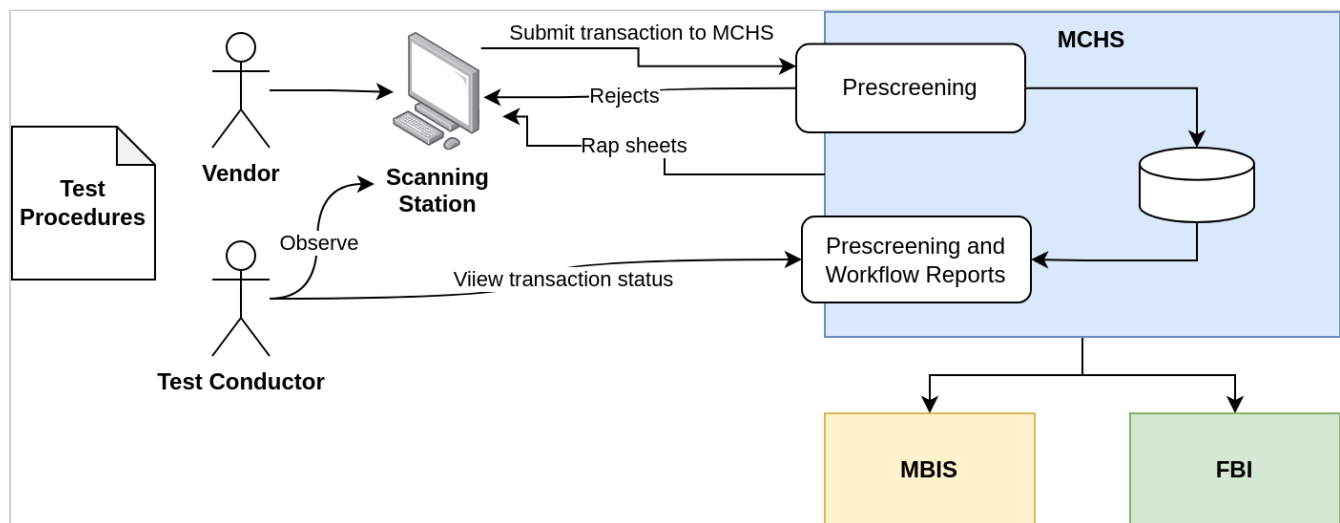 Submit transaction to MCHS
MCHS
Prescreening
Rejects
Rap sheets
Vendor
Scanning
Station
Test
Procedures
Observe
Viiew transaction status
Prescreening and
Workflow Reports
Test Conductor
MBIS
FBI